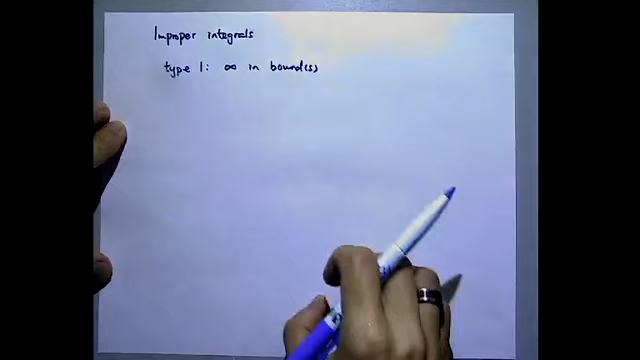 Improper integrals
type 1: ∞ in bound(s)